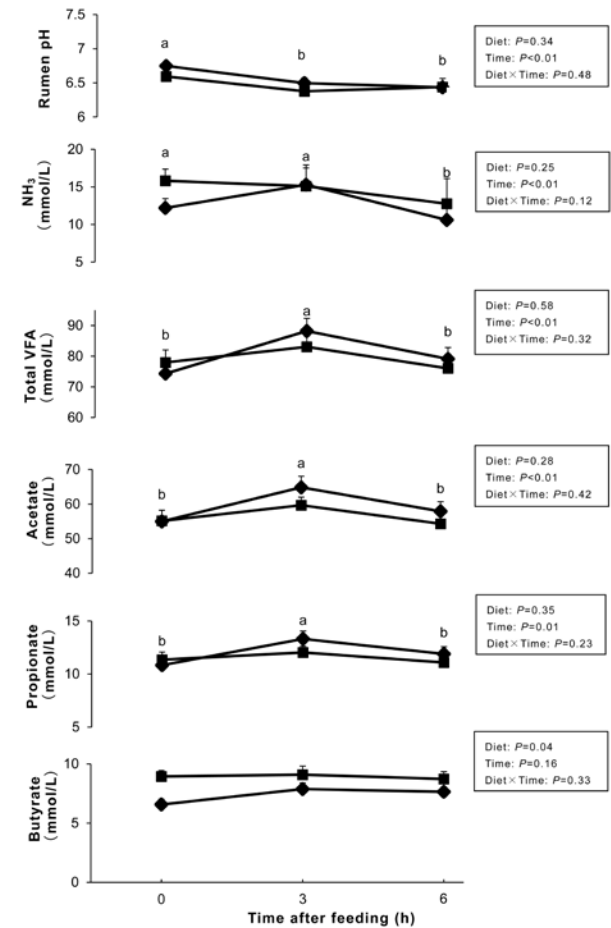 7.5
7
6.5
6
Rumen pH
a
b
b
Diet: P=0.34
Time: P<0.01
Diet×Time: P=0.48
20
15
10
5
NH₃
(mmol/L)
a
a
b
Diet: P=0.25
Time: P<0.01
Diet×Time: P=0.12
90
80
70
60
Total VFA
(mmol/L)
b
a
b
Diet: P=0.58
Time: P<0.01
Diet×Time: P=0.32
70
60
50
40
Acetate
(mmol/L)
b
a
b
Diet: P=0.28
Time: P<0.01
Diet×Time: P=0.42
15
10
5
Propionate
(mmol/L)
b
a
b
Diet: P=0.35
Time: P=0.01
Diet×Time: P=0.23
10
5
0
Butyrate
(mmol/L)
Diet: P=0.04
Time: P=0.16
Diet×Time: P=0.33
0
3
6
Time after feeding (h)